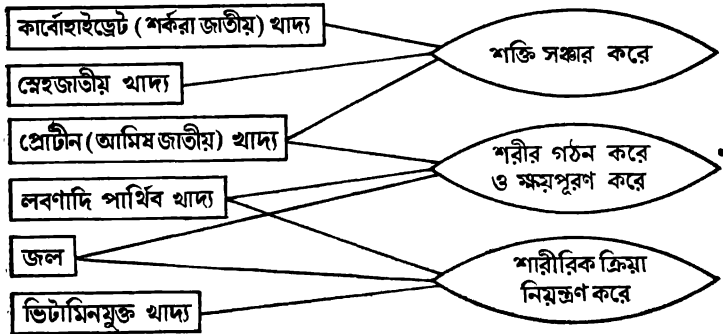 কার্বোহাইড্রেট (শর্করা জাতীয়) খাদ্য
স্নেহজাতীয় খাদ্য
প্রোটীন (আমিষ জাতীয়) খাদ্য
লবণাদি পার্থিব খাদ্য
জল
ভিটামিনযুক্ত খাদ্য
শক্তি সঞ্চার করে
শরীর গঠন করে
ও ক্ষয়পূরণ করে
শারীরিক ক্রিয়া
নিয়ন্ত্রণ করে